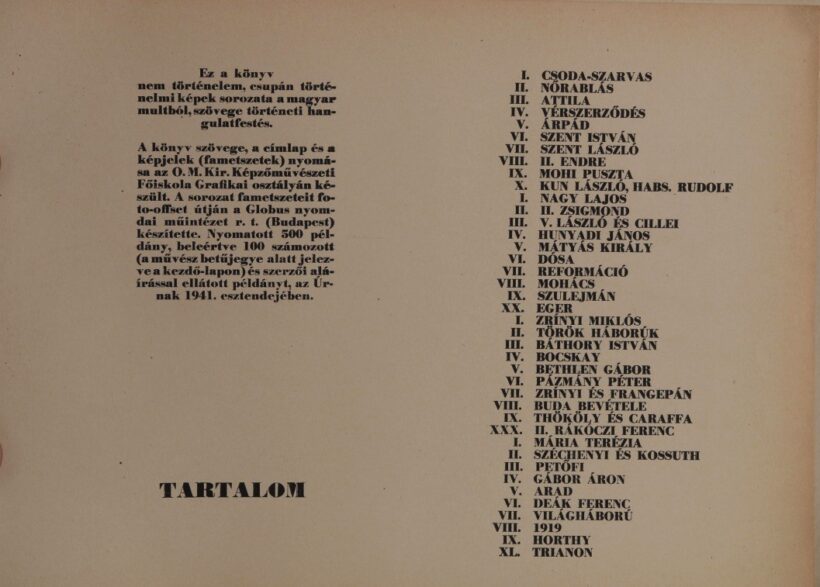 Ez a könyv
nem történelem, csupán törté-
nelmi képek sorozata a magyar
multból, szövege történeti han-
gulatfestés.
A könyv szövege, a címlap és a
képjelek (fametszetek) nyomá-
sa az O. M. Kir. Képzőművészeti
Főiskola Grafikai osztályán ké-
szült. A sorozat fametszeteit fo-
to-offset útján a Globus nyom-
dai műintézet r. t. (Budapest)
készítette. Nyomatott 500 pél-
dány, beleértve 100 számozott
(a művész betűjegye alatt jelez-
ve a kezdő-lapon) és szerzői alá-
írással ellátott példányt, az Úr-
nak 1941. esztendejében.
TARTALOM
I. CSODA-SZARVAS
II. NŐRABLÁS
III. ATTILA
IV. VÉRSZERZŐDÉS
V. ÁRPÁD
VI. SZENT ISTVÁN
VII. SZENT LÁSZLÓ
VIII. II. ENDRE
IX. MOHI PUSZTA
X. KUN LÁSZLÓ, HABS. RUDOLF
I. NAGY LAJOS
II. II. ZSIGMOND
III. V. LÁSZLÓ ÉS CILLEI
IV. HUNYADI JÁNOS
V. MÁTYÁS KIRÁLY
VI. DÓSA
VII. REFORMÁCIÓ
VIII. MOHÁCS
IX. SZULEJMÁN
XX. EGER
I. ZRÍNYI MIKLÓS
II. TÖRÖK HÁBORÚK
III. BÁTHORY ISTVÁN
IV. BOCSKAY
V. BETHLEN GÁBOR
VI. PÁZMÁNY PÉTER
VII. ZRÍNYI ÉS FRANGEPÁN
VIII. BUDA BEVÉTELE
IX. THÖKÖLY ÉS CARAFFA
XXX. II. RÁKÓCZI FERENC
I. MÁRIA TERÉZIA
II. SZÉCHENYI ÉS KOSSUTH
III. PETŐFI
IV. GÁBOR ÁRON
V. ARAD
VI. DEÁK FERENC
VII. VILÁGHÁBORÚ
VIII. 1919
IX. HORTHY
XL. TRIANON